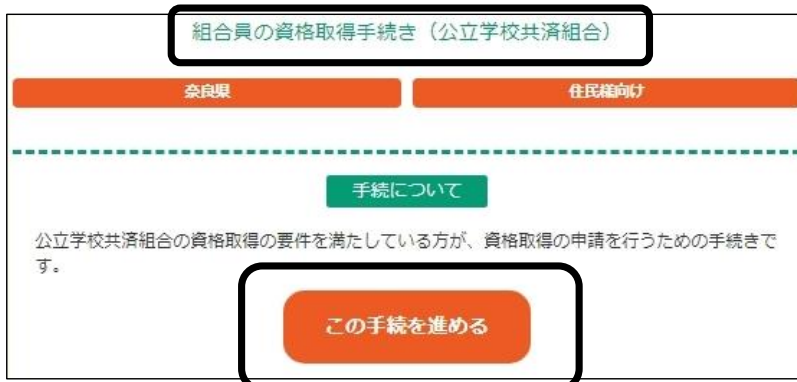 組合員の資格取得手続き（公立学校共済組合）
奈良県
住民様向け
手続について
公立学校共済組合の資格取得の要件を満たしている方が、資格取得の申請を行うための手続きで
す。
この手続を進める